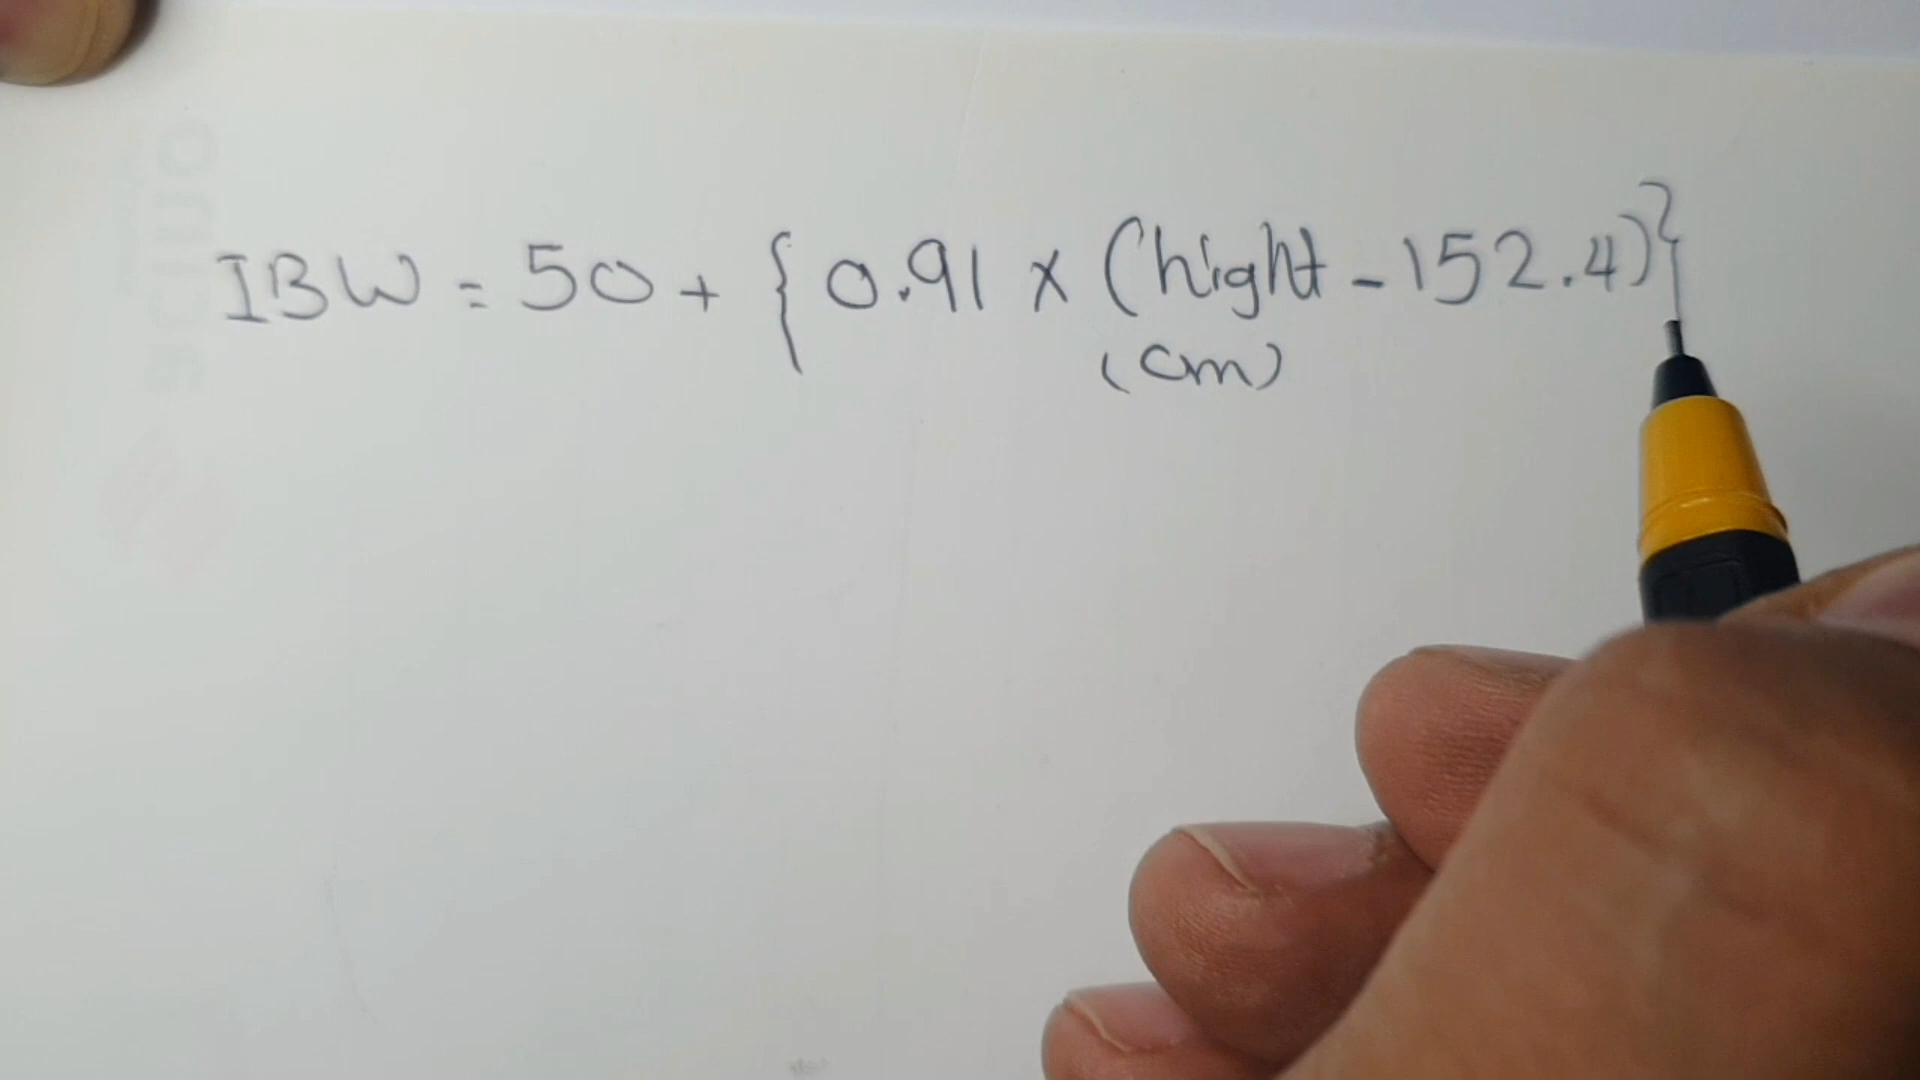 IBW = 50 + { 0.91 × (hight - 152.4)}
(cm)